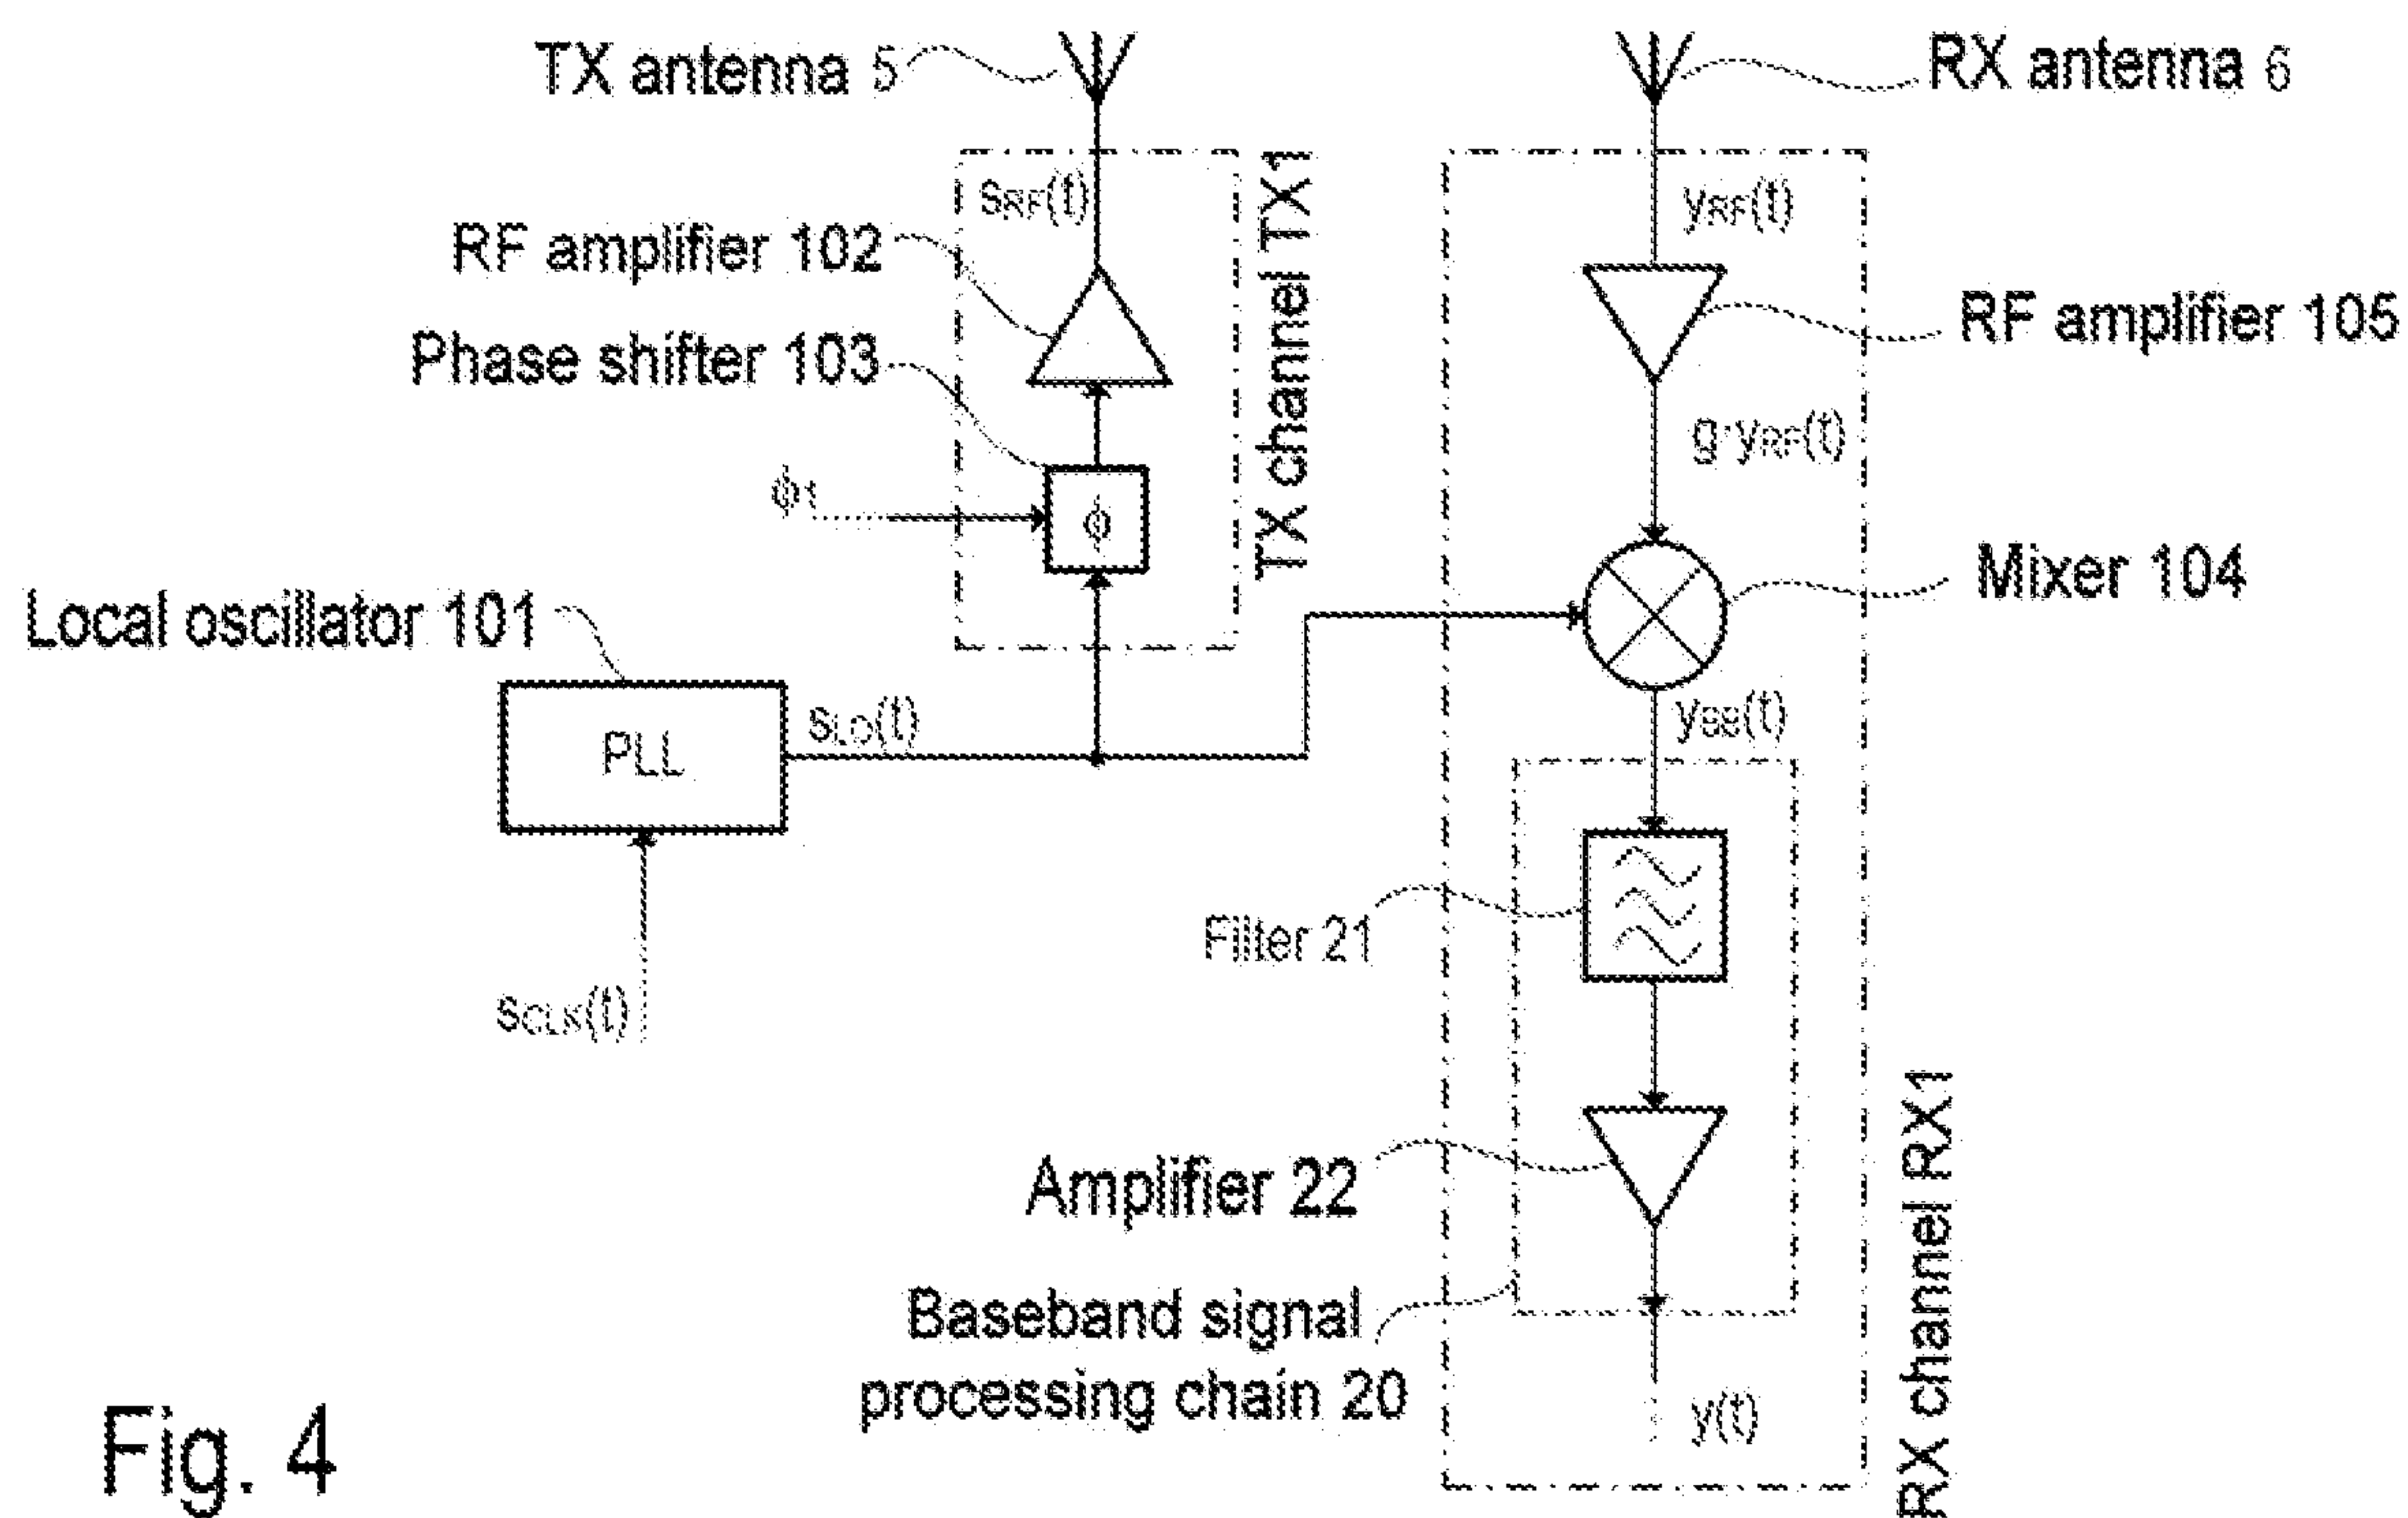 TX antenna 5
RX antenna 6
sRF(t)
yRF(t)
TX channel TX1
RF amplifier 102
RF amplifier 105
Phase shifter 103
g·yRF(t)
ϕ1
ϕ
Mixer 104
Local oscillator 101
sLO(t)
yBB(t)
PLL
Filter 21
sCLK(t)
Amplifier 22
RX channel RX1
Baseband signal
processing chain 20
y(t)
Fig. 4